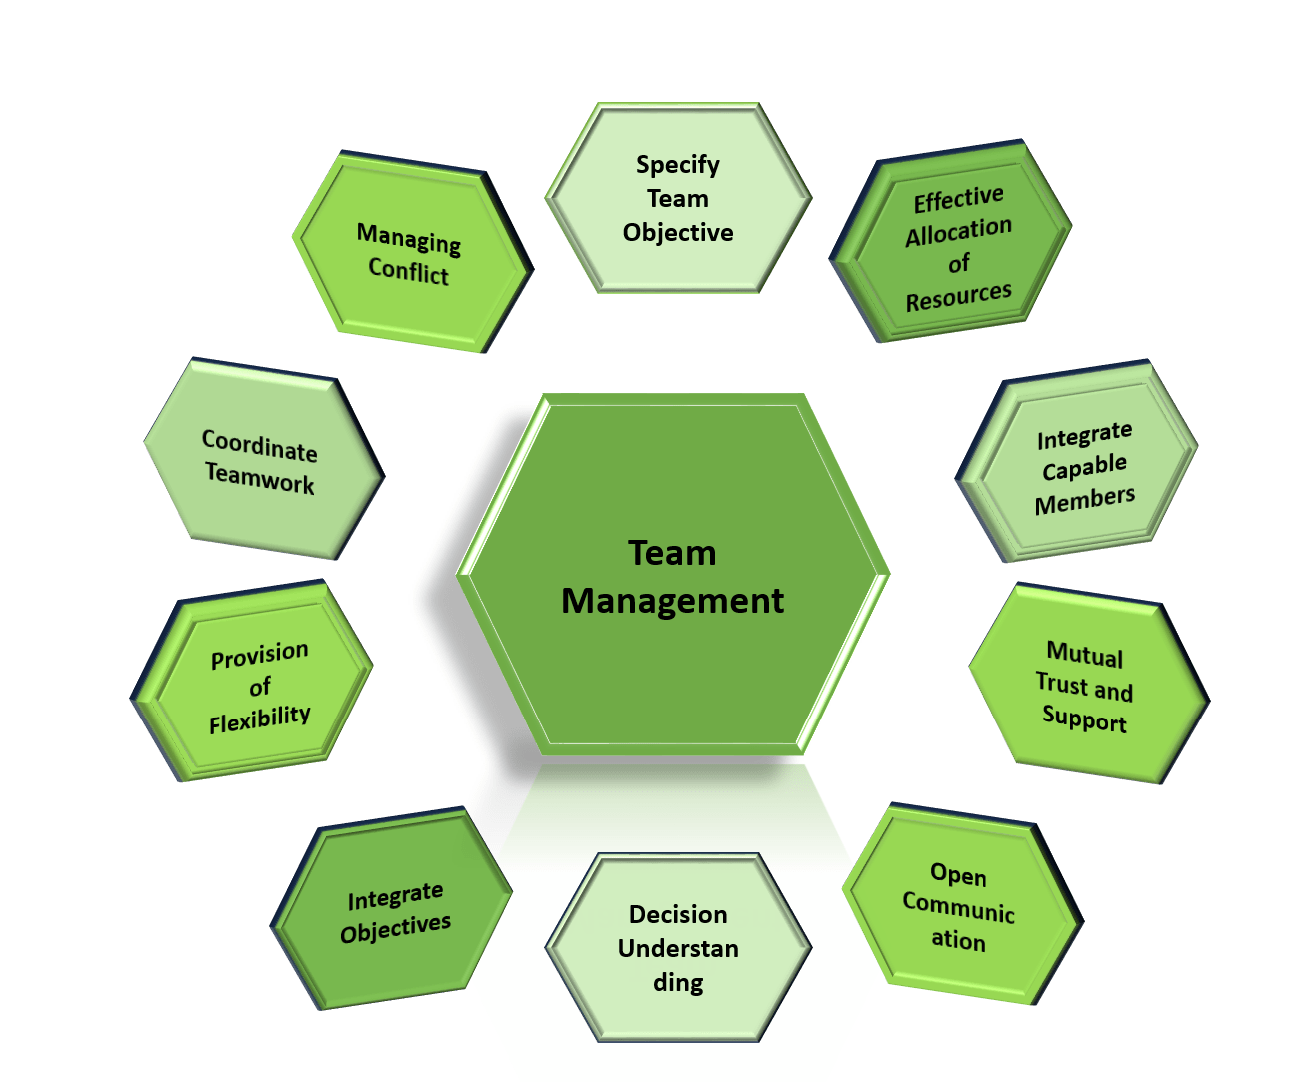 Specify
Team
Objective
Effective
Allocation
of
Resources
Integrate
Capable
Members
Mutual
Trust and
Support
Open
Communic
ation
Decision
Understan
ding
Integrate
Objectives
Provision
of
Flexibility
Coordinate
Teamwork
Managing
Conflict
Team
Management